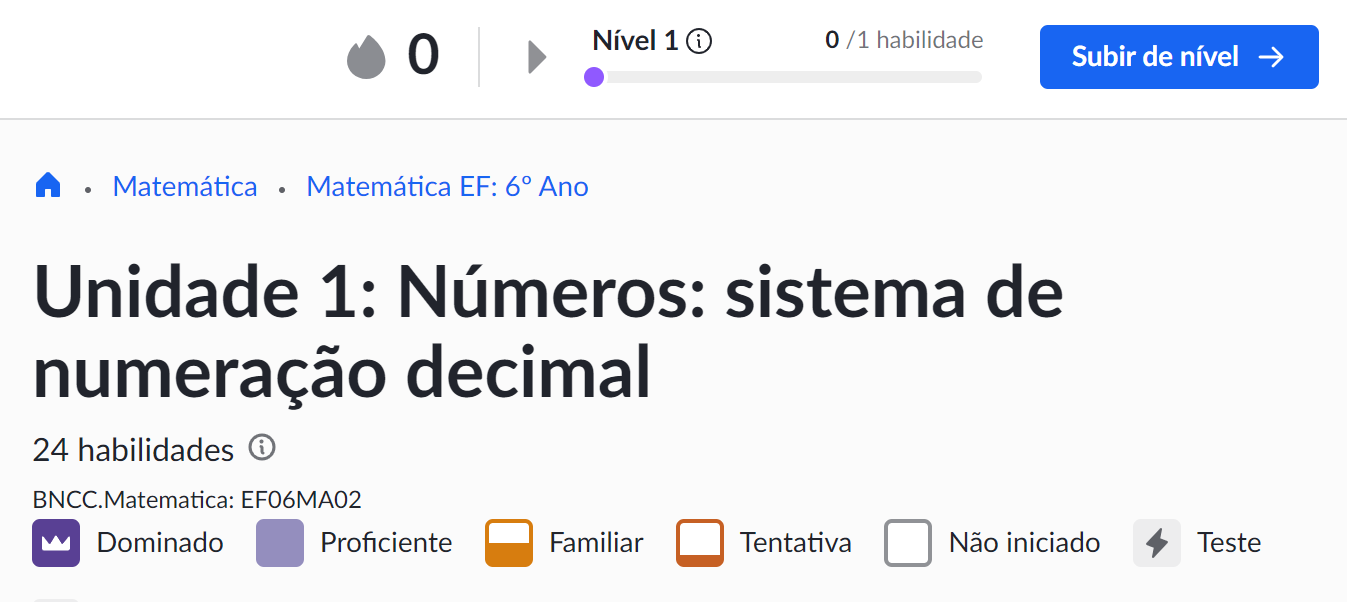 0
Nível 1
0 /1 habilidade
Subir de nível
Matemática
Matemática EF: 6º Ano
Unidade 1: Números: sistema de
numeração decimal
24 habilidades
BNCC.Matematica: EF06MA02
Dominado
Proficiente
Familiar
Tentativa
Não iniciado
Teste